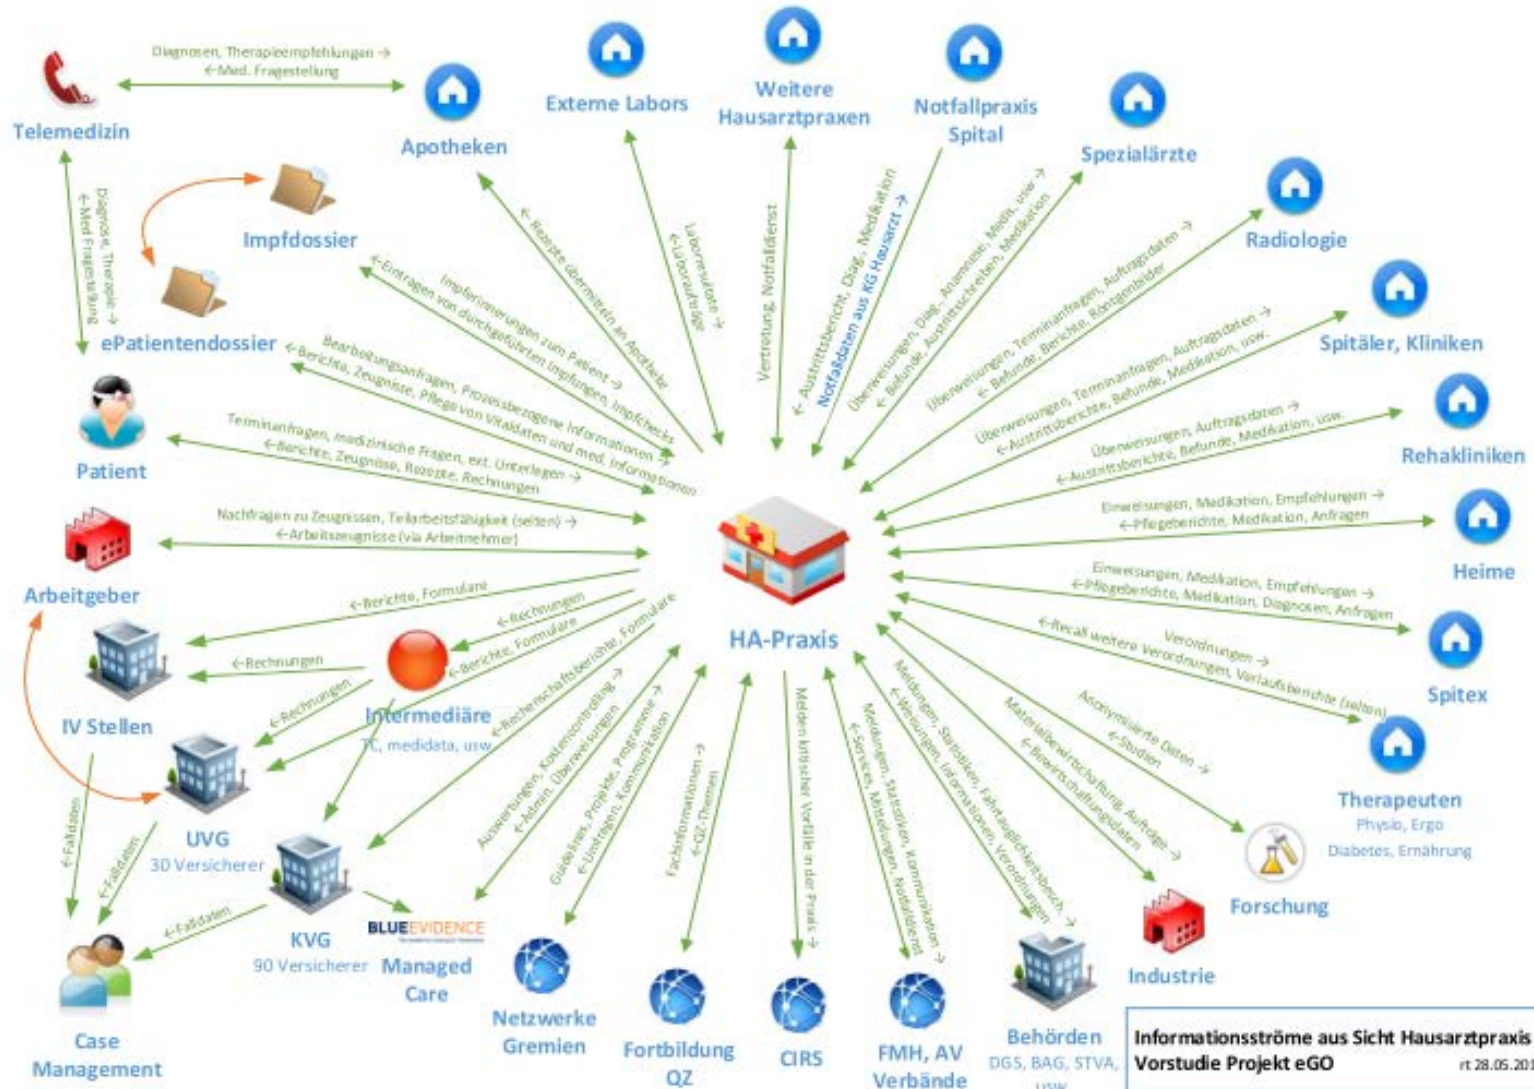 Diagnosen, Therapieempfehlungen →
←Med. Fragestellung
Telemedizin
Apotheken
Externe Labors
Weitere
Hausarztpraxen
Notfallpraxis
Spital
Spezialärzte
Radiologie
Spitäler, Kliniken
Rehakliniken
Heime
Spitex
Therapeuten
Physio, Ergo
Diabetes, Ernährung
Forschung
Industrie
Behörden
DGS, BAG, STVA,
usw
FMH, AV
Verbände
CIRS
Fortbildung
QZ
Netzwerke
Gremien
BLUEEVIDENCE
Managed
Care
KVG
90 Versicherer
UVG
30 Versicherer
Case
Management
IV Stellen
Intermediäre
TC, medidata, usw
Arbeitgeber
Patient
ePatientendossier
Impfdossier
HA-Praxis
Diagnose, Therapie →
←Med Fragestellung
Impferinnerungen zum Patient →
←Eintragen von durchgeführten Impfungen, Impfchecks
Bearbeitungsanfragen, Prozessbezogene Informationen →
←Berichte, Zeugnisse, Pflege von Vitaldaten und med. Informationen
Terminanfragen, medizinische Fragen, ext. Unterlegen →
←Berichte, Zeugnise, Rezepte, Rechnungen
Nachfragen zu Zeugnissen, Teilarbeitsfähigkeit (selten) →
←Arbeitszeugnisse (via Arbeitnehmer)
←Berichte, Formulare
←Rechnungen
←Rechnungen
←Rechnungen
←Berichte, Formulare
←Rechenschaftsberichte, Formulare
←Falldaten
←Falldaten
←Falldaten
← Rezepte übermitteln an Apotheke
Laborresultate →
←Laboraufträge
Vertretung, Notfalldienst
← Austrittsbericht, Diag., Medikation
Notfalldaten aus KG Hausarzt →
Überweisungen, Diag., Anamnose, Media, usw →
← Befunde, Austrittsschreiben, Medikation
Überweisungen, Terminanfragen, Auftragsdaten →
← Befunde, Berichte, Röntgenbilder
Überweisungen, Terminanfragen, Auftragsdaten →
←Austrittsberichte, Befunde, Medikation, usw.
Überweisungen, Auftragsdaten →
←Austrittsberichte, Befunde, Medikation, usw.
Einweisungen, Medikation, Empfehlungen →
←Pflegeberichte, Medikation, Anfragen
Einweisungen, Medikation, Empfehlungen →
←Pflegeberichte, Medikation, Diagnosen, Anfragen
Verordnungen →
←Recall weitere Verordnungen, Verlaufsberichte (selten)
Anonymisierte Daten →
←Studien
Materialbewirtschaftung, Aufträge →
←Bewirtschaftungsdaten
Meldungen, Statistiken, Fahrtauglichkeitsbesch. →
←Weisungen, Informationen, Verordnungen
Meldungen, Statistiken, Kommunikation →
←Services, Mitteilungen, Notfalldienst
Melden kritischer Vorfälle in der Praxis →
Fachinformationen →
←QZ-Themen
Guidelines, Projekte, Programme →
←Umfragen, Kommunikation
Auswertungen, Kostencontrolling →
←Admin. Überweisungen
Informationsströme aus Sicht Hausarztpraxis
Vorstudie Projekt eGO
rt 28.05.201